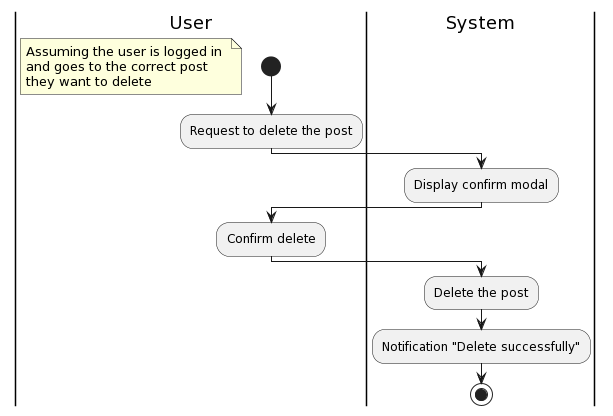 User
System
Assuming the user is logged in
and goes to the correct post
they want to delete
Request to delete the post
Display confirm modal
Confirm delete
Delete the post
Notification "Delete successfully"